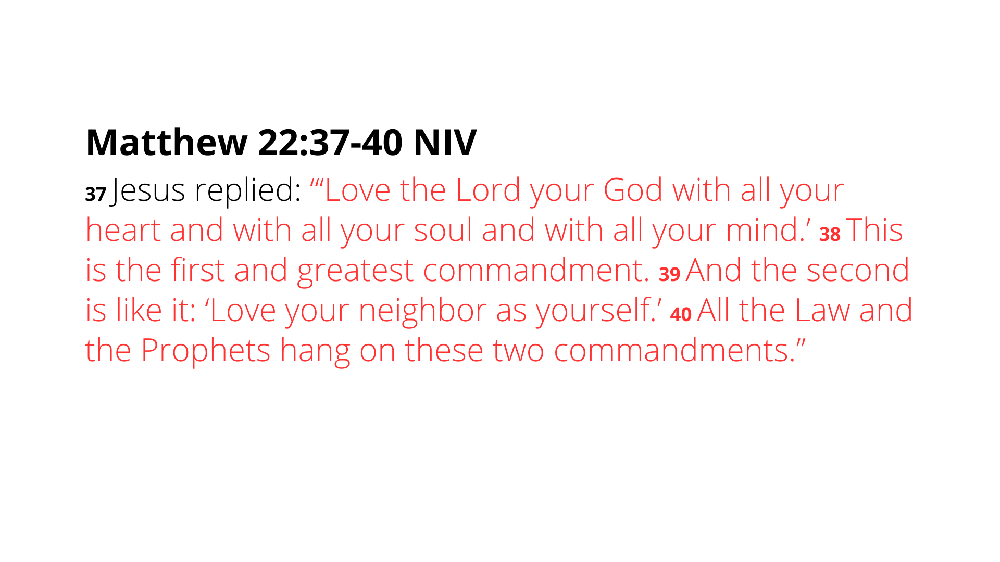 Matthew 22:37-40 NIV
37 Jesus replied: “‘Love the Lord your God with all your
heart and with all your soul and with all your mind.’ 38 This
is the first and greatest commandment. 39 And the second
is like it: ‘Love your neighbor as yourself.’ 40 All the Law and
the Prophets hang on these two commandments.”